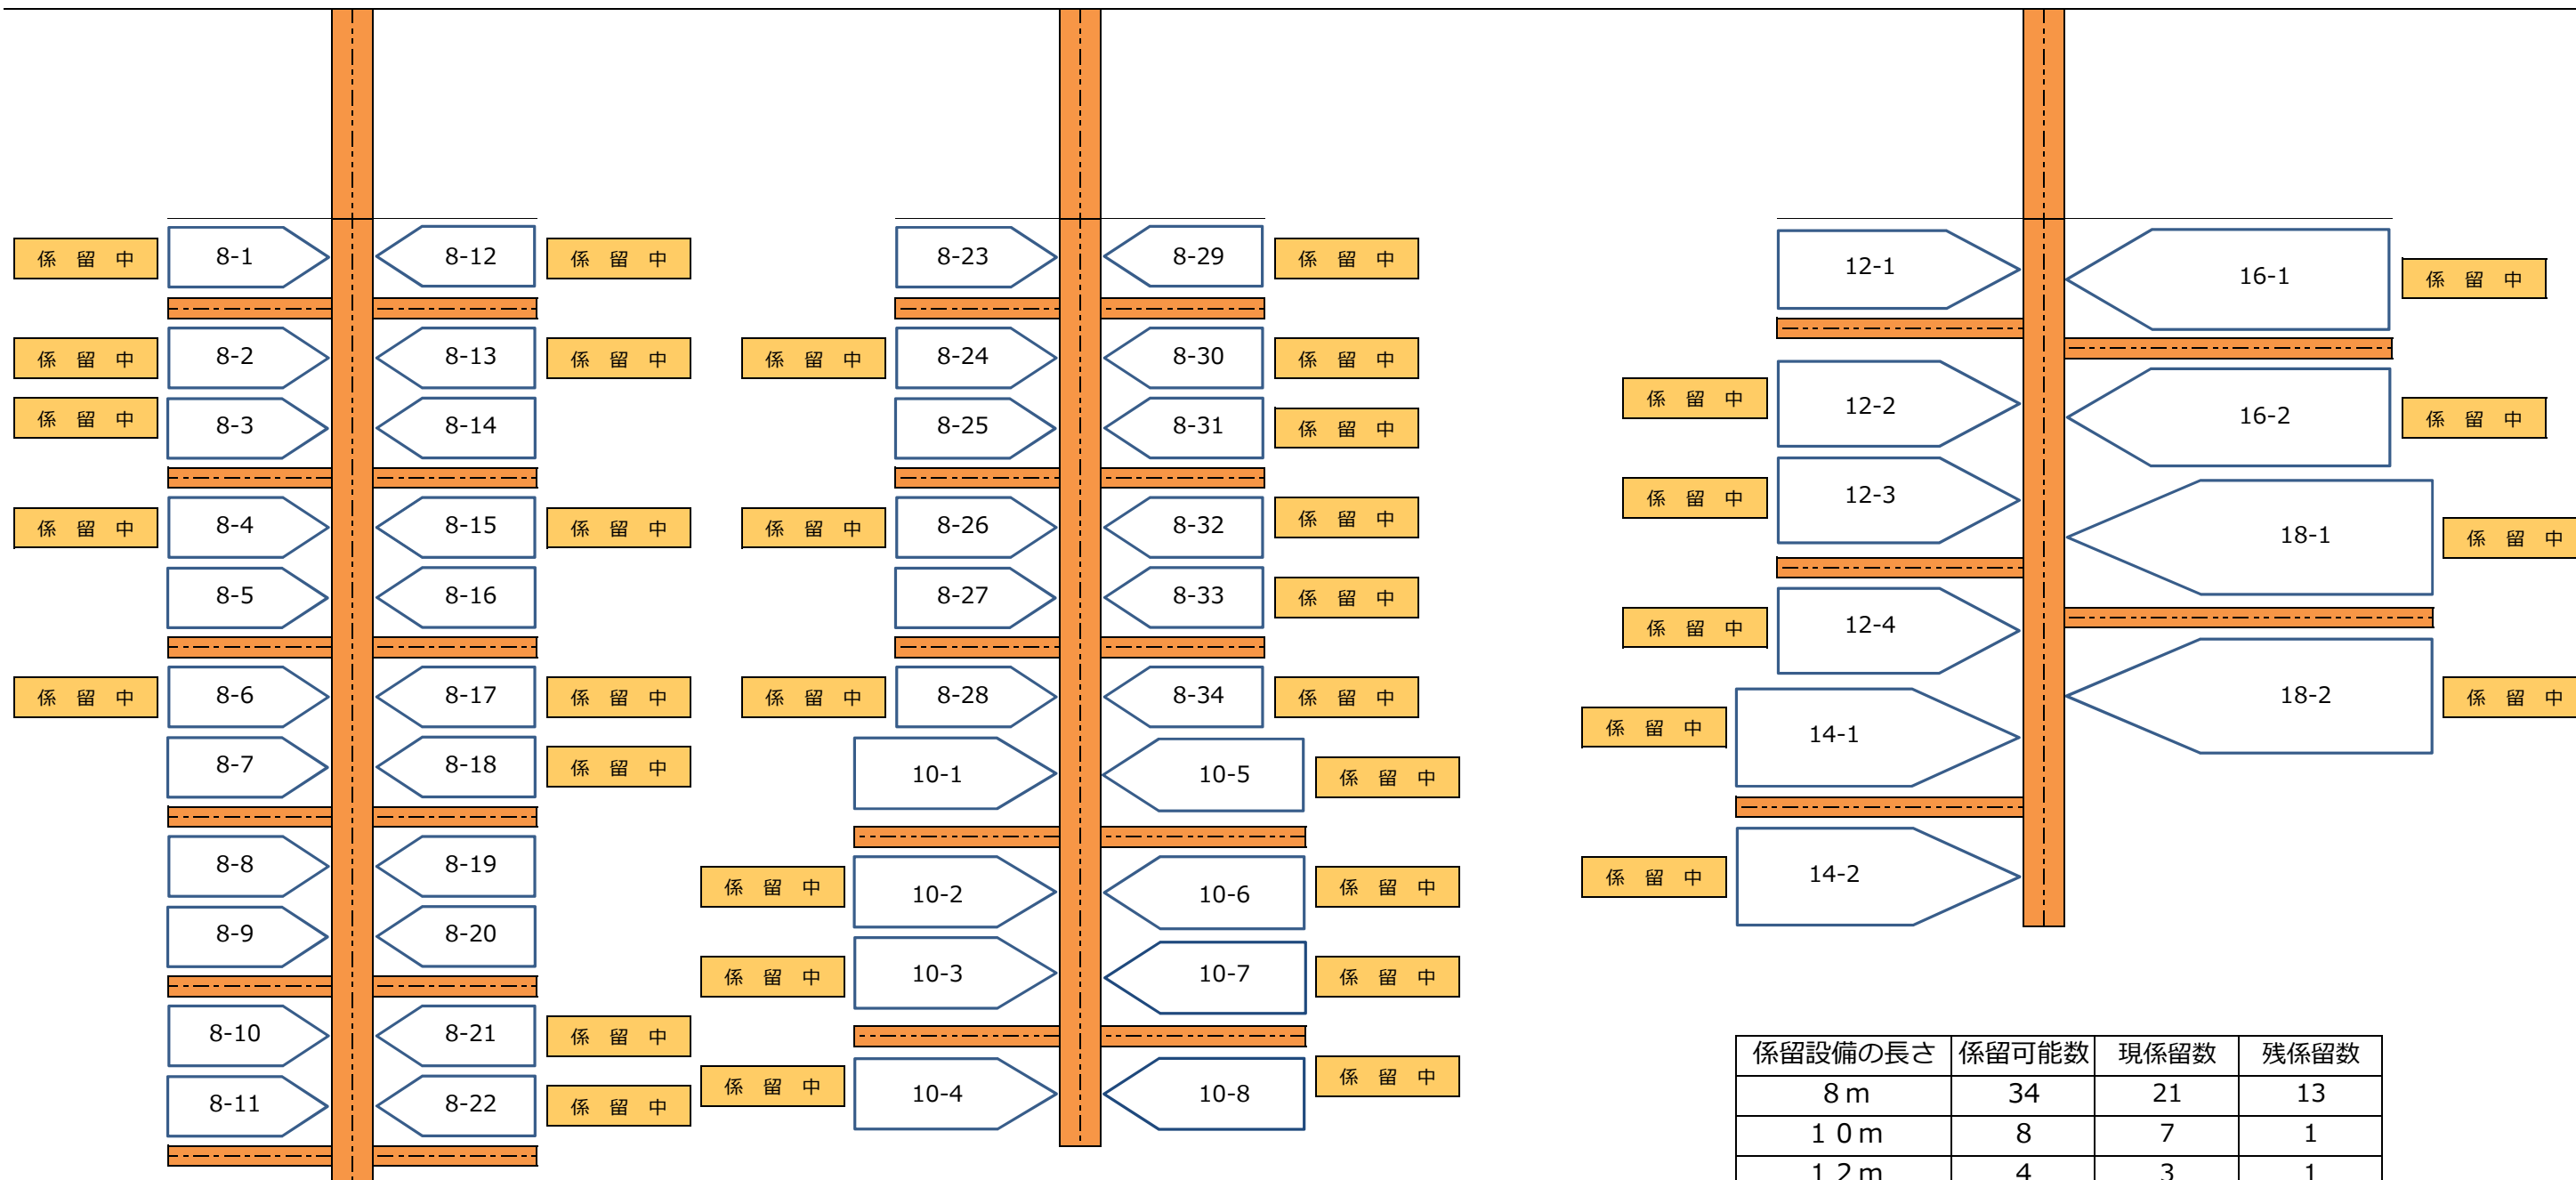 係 留 中 8-1 8-12 係 留 中
係 留 中 8-2 8-13 係 留 中
係 留 中 8-3 8-14
係 留 中 8-4 8-15 係 留 中
8-5 8-16
係 留 中 8-6 8-17 係 留 中
8-7 8-18 係 留 中
8-8 8-19
8-9 8-20
8-10 8-21 係 留 中
8-11 8-22 係 留 中
8-23 8-29 係 留 中
係 留 中 8-24 8-30 係 留 中
8-25 8-31 係 留 中
係 留 中 8-26 8-32 係 留 中
8-27 8-33 係 留 中
係 留 中 8-28 8-34 係 留 中
10-1 10-5 係 留 中
係 留 中 10-2 10-6 係 留 中
係 留 中 10-3 10-7 係 留 中
係 留 中 10-4 10-8 係 留 中
12-1 16-1 係 留 中
係 留 中 12-2 16-2 係 留 中
係 留 中 12-3 18-1 係 留 中
係 留 中 12-4 18-2 係 留 中
係 留 中 14-1
係 留 中 14-2
係留設備の長さ 係留可能数 現係留数 残係留数
8ｍ 34 21 13
１０ｍ 8 7 1
１２ｍ 4 3 1